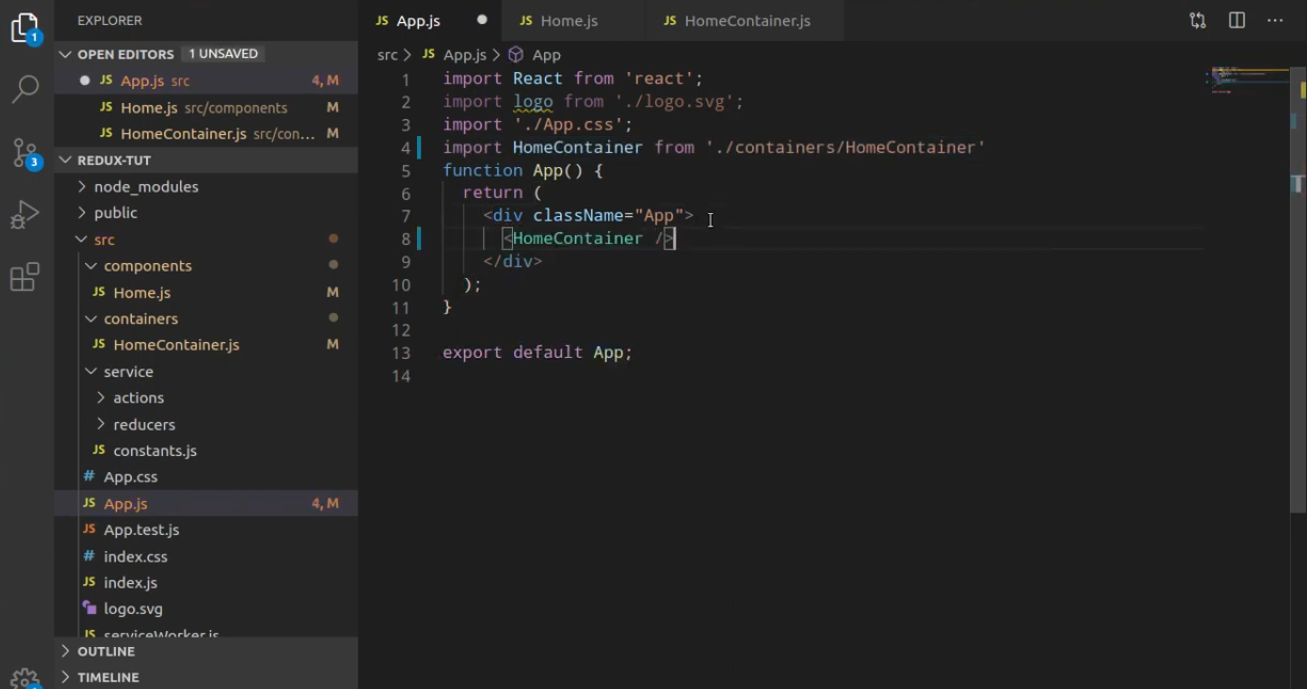 EXPLORER
OPEN EDITORS 1 UNSAVED
JS App.js src 4, M
JS Home.js src/components M
JS HomeContainer.js src/con... M
REDUX-TUT
node_modules
public
src
components
JS Home.js M
containers
JS HomeContainer.js M
service
actions
reducers
JS constants.js
# App.css
JS App.js 4, M
JS App.test.js
# index.css
JS index.js
logo.svg
JS serviceWorker.js
OUTLINE
TIMELINE
1
3
JS App.js
JS Home.js
JS HomeContainer.js
src > JS App.js > App
1 import React from 'react';
2 import logo from './logo.svg';
3 import './App.css';
4 import HomeContainer from './containers/HomeContainer'
5 function App() {
6 return (
7 <div className="App">
8 <HomeContainer />
9 </div>
10 );
11 }
12
13 export default App;
14